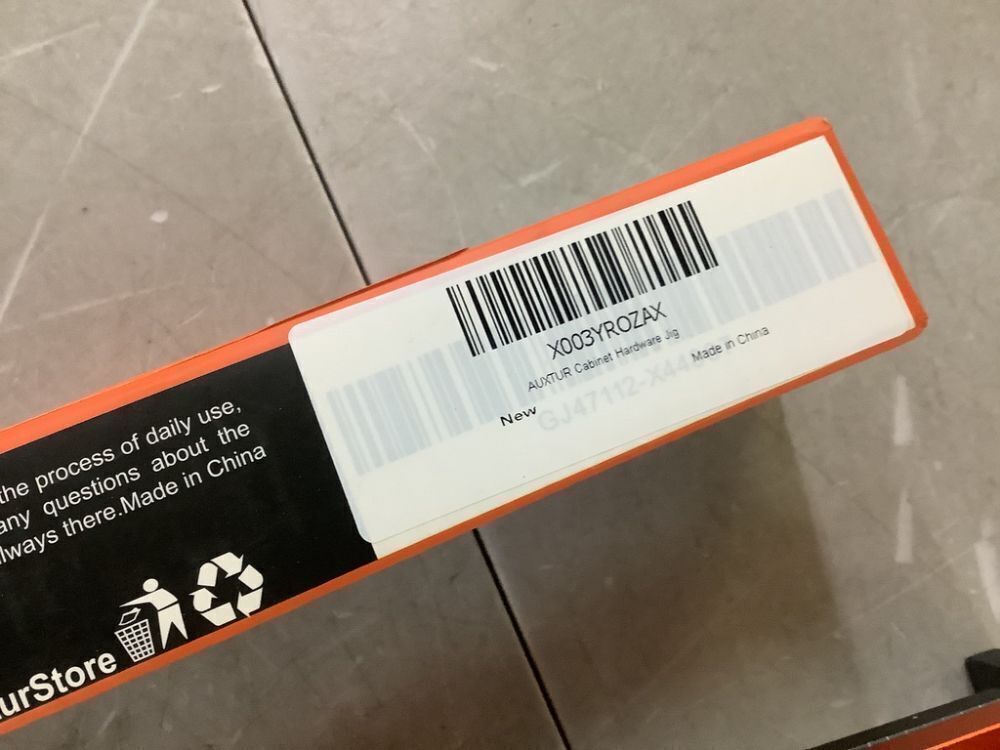 the process of daily use,
any questions about the
always there.Made in China
urStore
X003YROZAX
AUXTUR Cabinet Hardware Jig
Made in China
New
GJ47112-X44